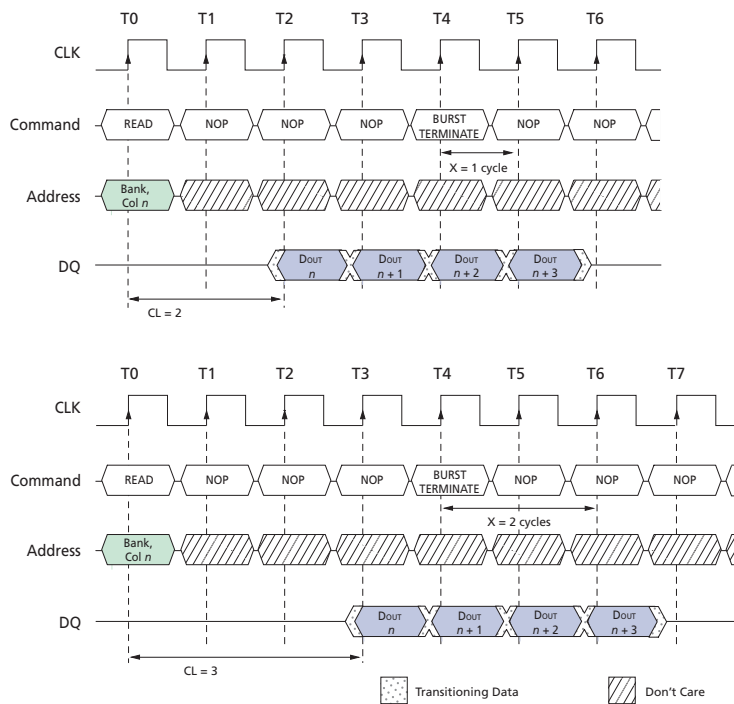 T0 T1 T2 T3 T4 T5 T6
CLK
Command READ NOP NOP NOP BURST TERMINATE NOP NOP
X = 1 cycle
Address Bank, Col n
DQ DOUT n DOUT n + 1 DOUT n + 2 DOUT n + 3
CL = 2
T0 T1 T2 T3 T4 T5 T6 T7
CLK
Command READ NOP NOP NOP BURST TERMINATE NOP NOP NOP
X = 2 cycles
Address Bank, Col n
DQ DOUT n DOUT n + 1 DOUT n + 2 DOUT n + 3
CL = 3
Transitioning Data Don't Care